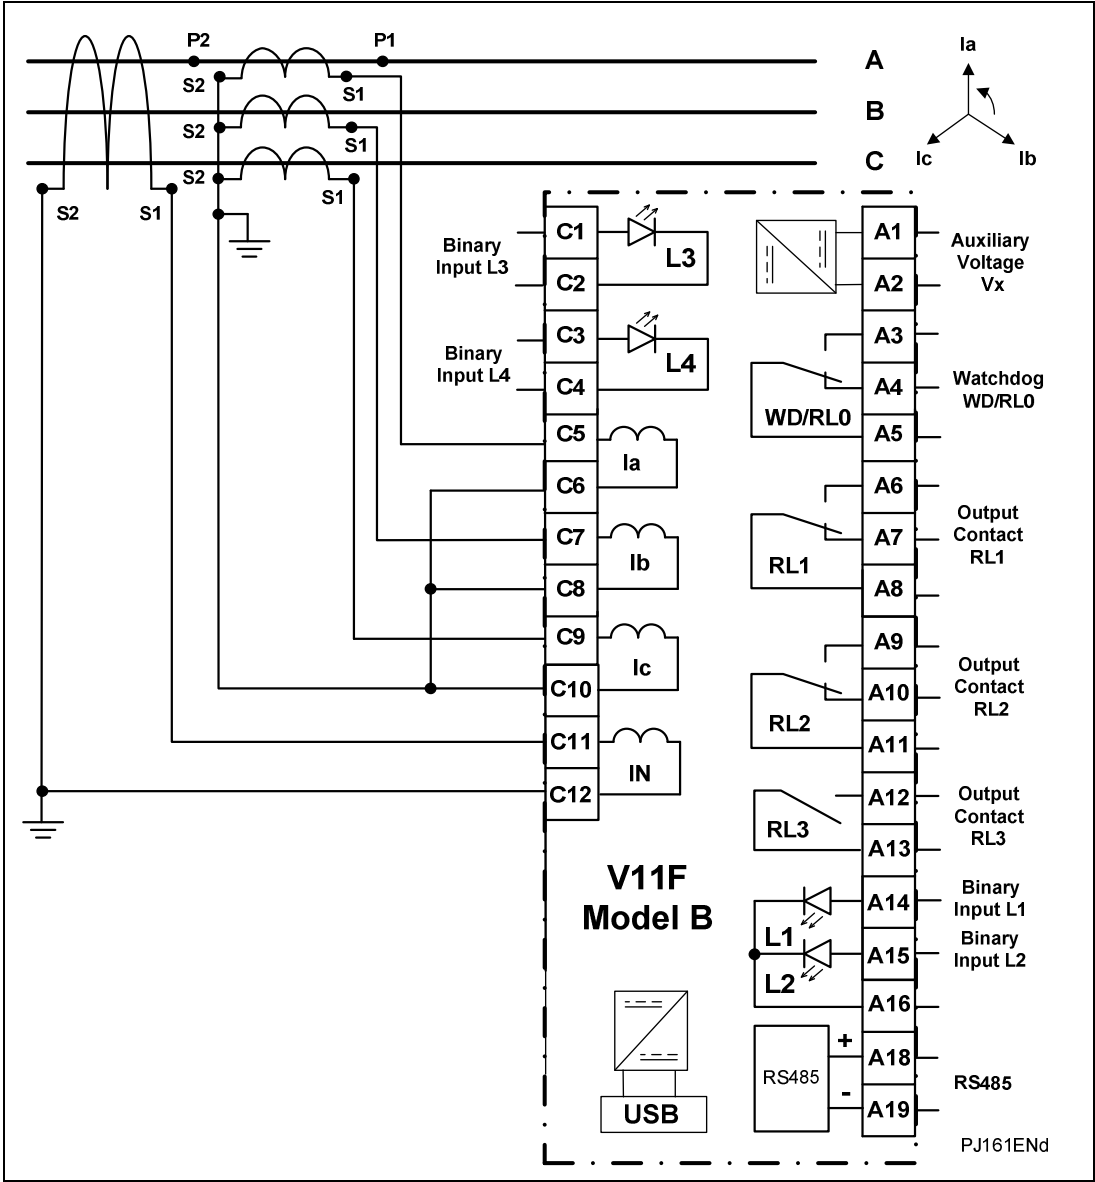 P2
P1
A
Ia
S2
S1
B
S2
S1
C
Ic
Ib
S2
S1
S2
S1
Binary
Input L3
C1
L3
C2
A1
Auxiliary
Voltage
Vx
A2
Binary
Input L4
C3
L4
C4
A3
A4
Watchdog
WD/RL0
WD/RL0
A5
C5
Ia
C6
A6
Output
Contact
RL1
C7
Ib
A7
RL1
C8
A8
C9
Ic
A9
Output
Contact
RL2
C10
A10
RL2
C11
A11
IN
C12
A12
Output
Contact
RL3
RL3
A13
V11F
Model B
A14
Binary
Input L1
L1
A15
Binary
Input L2
L2
A16
RS485
+
A18
RS485
-
A19
USB
PJ161ENd